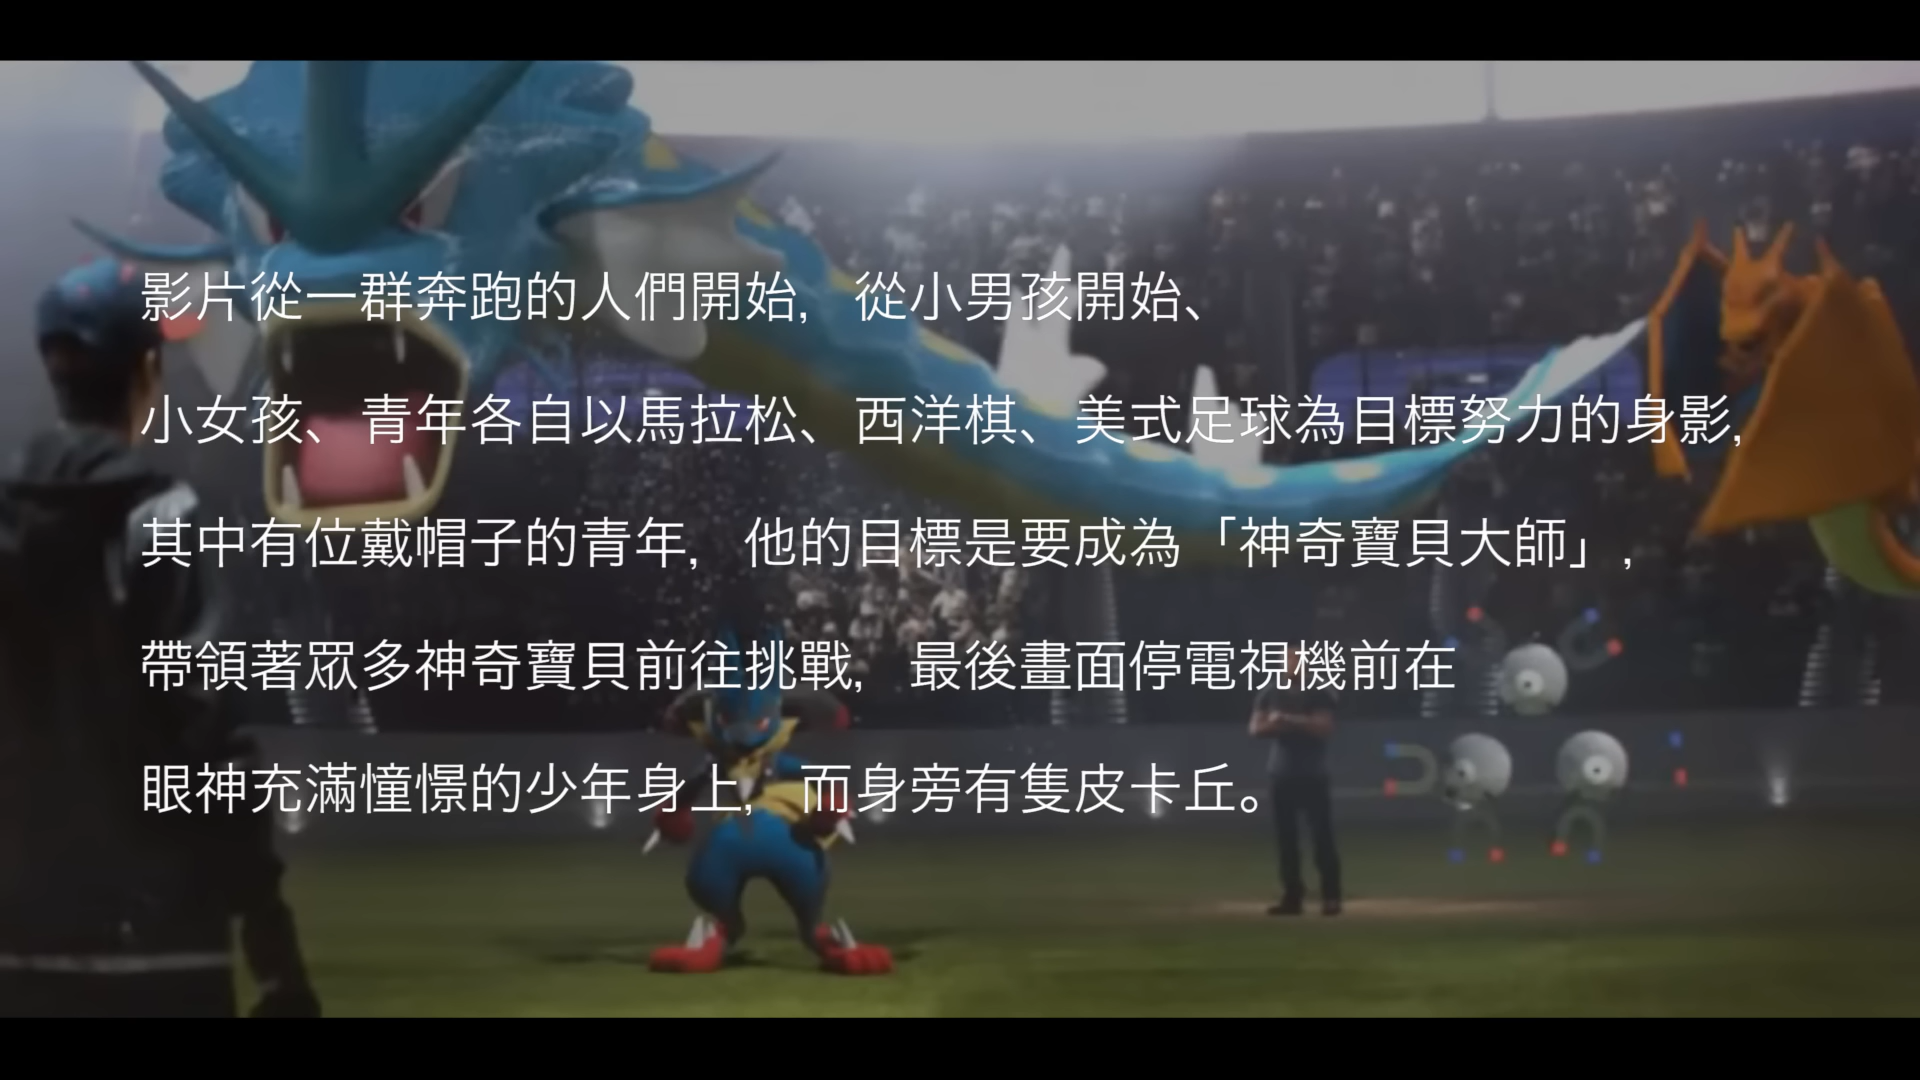 影片從一群奔跑的人們開始，從小男孩開始、
小女孩、青年各自以馬拉松、西洋棋、美式足球為目標努力的身影，
其中有位戴帽子的青年，他的目標是要成為「神奇寶貝大師」，
帶領著眾多神奇寶貝前往挑戰，最後畫面停電視機前在
眼神充滿憧憬的少年身上，而身旁有隻皮卡丘。